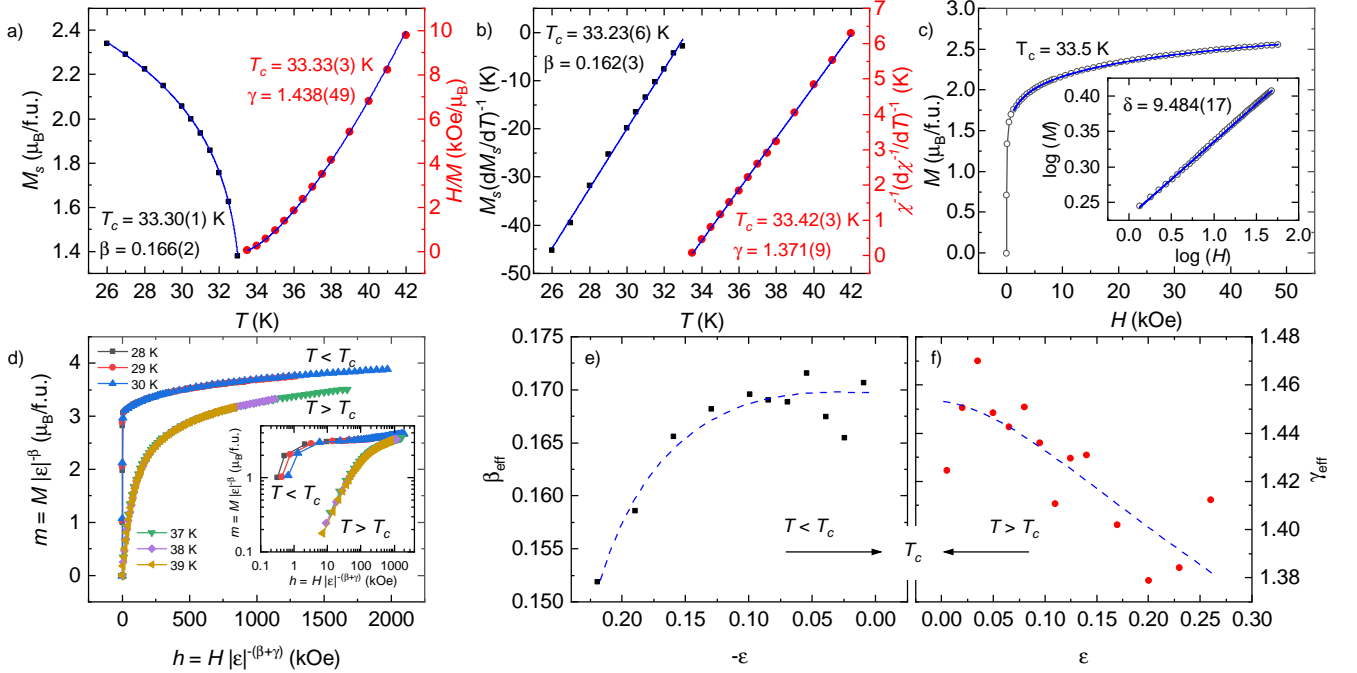 a)
T_c = 33.33(3) K
γ = 1.438(49)
T_c = 33.30(1) K
β = 0.166(2)
M_s (μ_B/f.u.)
2.4
2.2
2.0
1.8
1.6
1.4
H/M (kOe/μ_B)
10
8
6
4
2
0
26 28 30 32 34 36 38 40 42
T (K)
b)
T_c = 33.23(6) K
β = 0.162(3)
T_c = 33.42(3) K
γ = 1.371(9)
M_s(dM_s/dT)^-1 (K)
0
-10
-20
-30
-40
-50
χ^-1(dχ^-1/dT)^-1 (K)
7
6
5
4
3
2
1
0
26 28 30 32 34 36 38 40 42
T (K)
c)
T_c = 33.5 K
M (μ_B/f.u.)
3.0
2.5
2.0
1.5
1.0
0.5
0.0
0 10 20 30 40 50
H (kOe)
δ = 9.484(17)
log (M)
0.40
0.35
0.30
0.25
0.0 0.5 1.0 1.5 2.0
log (H)
d)
28 K
29 K
30 K
T < T_c
T > T_c
37 K
38 K
39 K
m = M |ε|^-β (μ_B/f.u.)
4
3
2
1
0
0 500 1000 1500 2000
h = H |ε|^-(β+γ) (kOe)
m = M |ε|^-β (μ_B/f.u.)
1
0.1
T < T_c
T > T_c
0.1 1 10 100 1000
h = H |ε|^-(β+γ) (kOe)
e)
β_eff
0.175
0.170
0.165
0.160
0.155
0.150
T < T_c
T_c
0.20 0.15 0.10 0.05 0.00
-ε
f)
T > T_c
γ_eff
1.48
1.46
1.44
1.42
1.40
1.38
0.00 0.05 0.10 0.15 0.20 0.25 0.30
ε